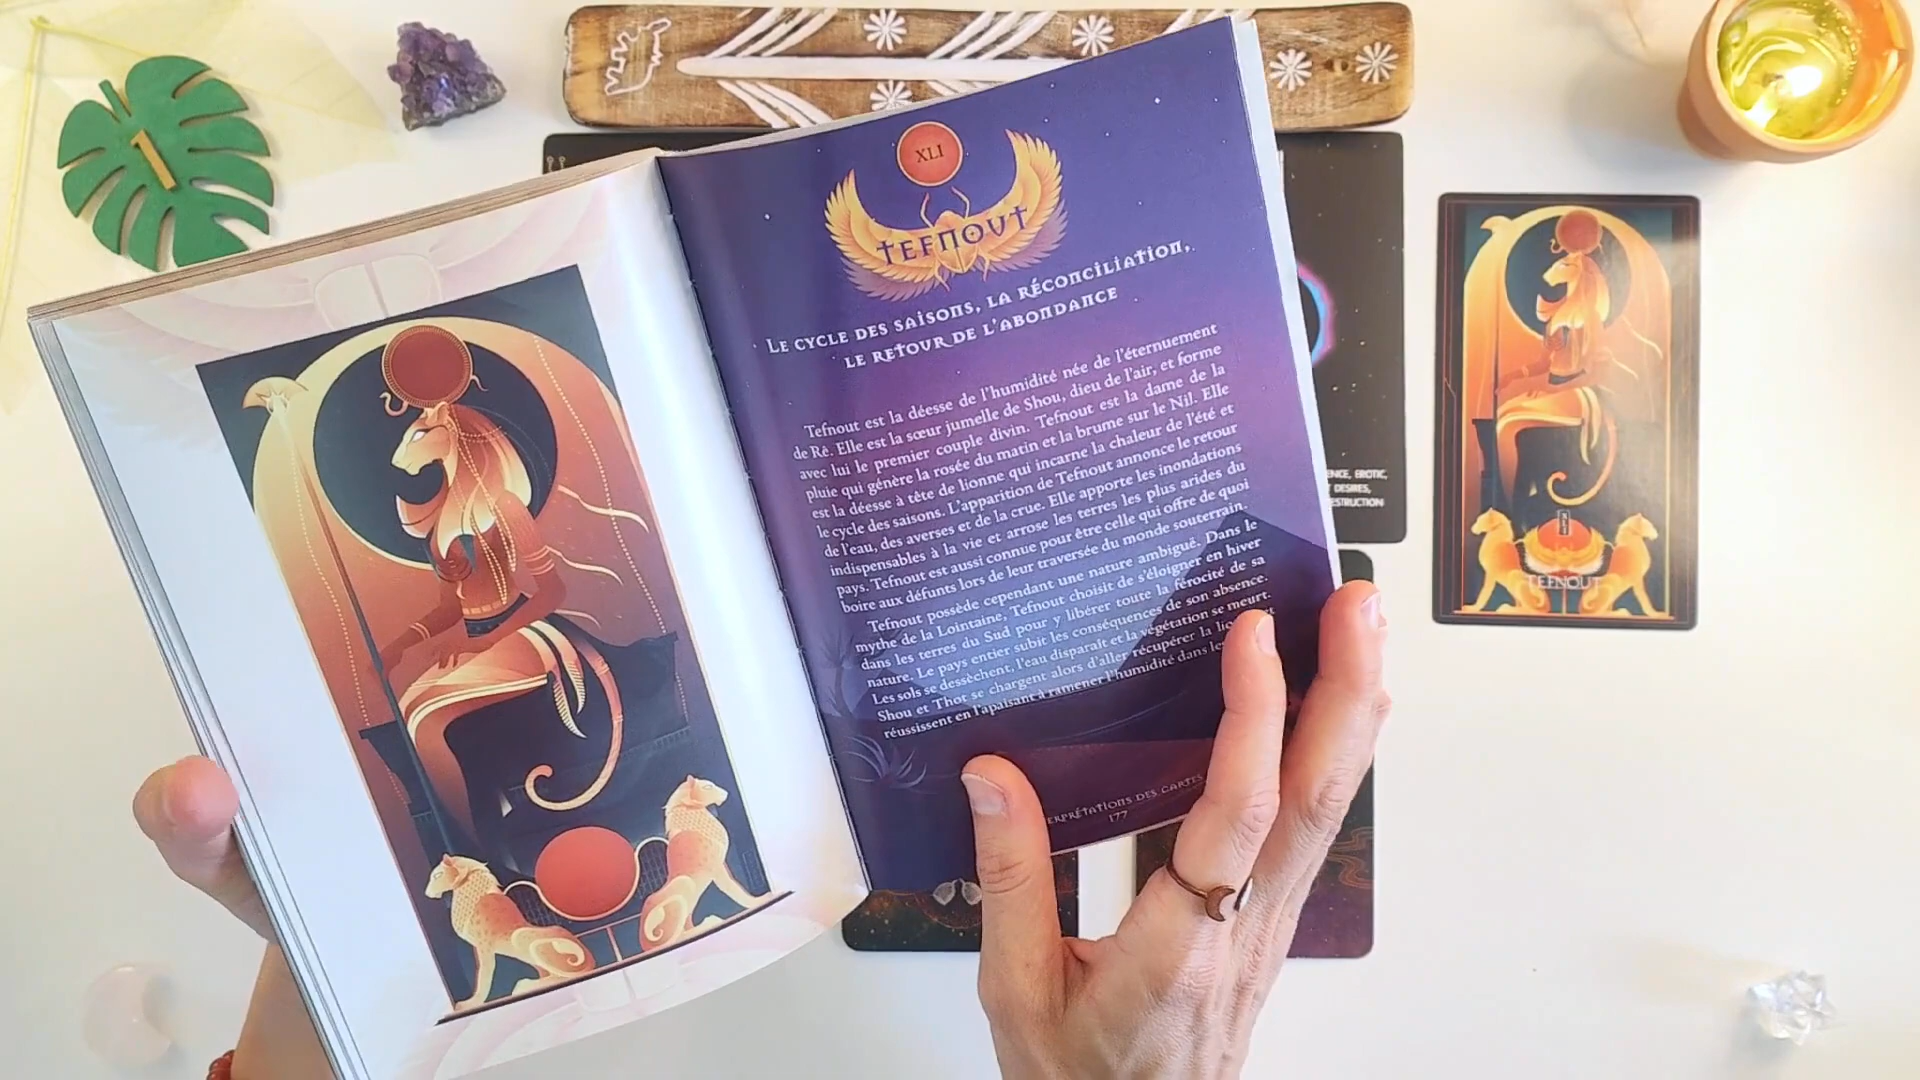 1
XLI
TEFNOUT
LE CYCLE DES SAISONS, LA RÉCONCILIATION,
LE RETOUR DE L'ABONDANCE
Tefnout est la déesse de l'humidité née de l'éternuement
de Rê. Elle est la sœur jumelle de Shou, dieu de l'air, et forme
avec lui le premier couple divin. Tefnout est la dame de la
pluie qui génère la rosée du matin et la brume sur le Nil. Elle
est la déesse à tête de lionne qui incarne la chaleur de l'été et
le cycle des saisons. L'apparition de Tefnout annonce le retour
de l'eau, des averses et de la crue. Elle apporte les inondations
indispensables à la vie et arrose les terres les plus arides du
pays. Tefnout est aussi connue pour être celle qui offre de quoi
boire aux défunts lors de leur traversée du monde souterrain.
Tefnout possède cependant une nature ambiguë. Dans le
mythe de la Lointaine, Tefnout choisit de s'éloigner en hiver
dans les terres du Sud pour y libérer toute la férocité de sa
nature. Le pays entier subit les conséquences de son absence.
Les sols se dessèchent, l'eau disparaît et la végétation se meurt.
Shou et Thot se chargent alors d'aller récupérer la
réussissent en l'apaisant à ramener l'humidité dans
DES CARTES
177
EROTIC,
DESIRES,
XLI
TEFNOUT